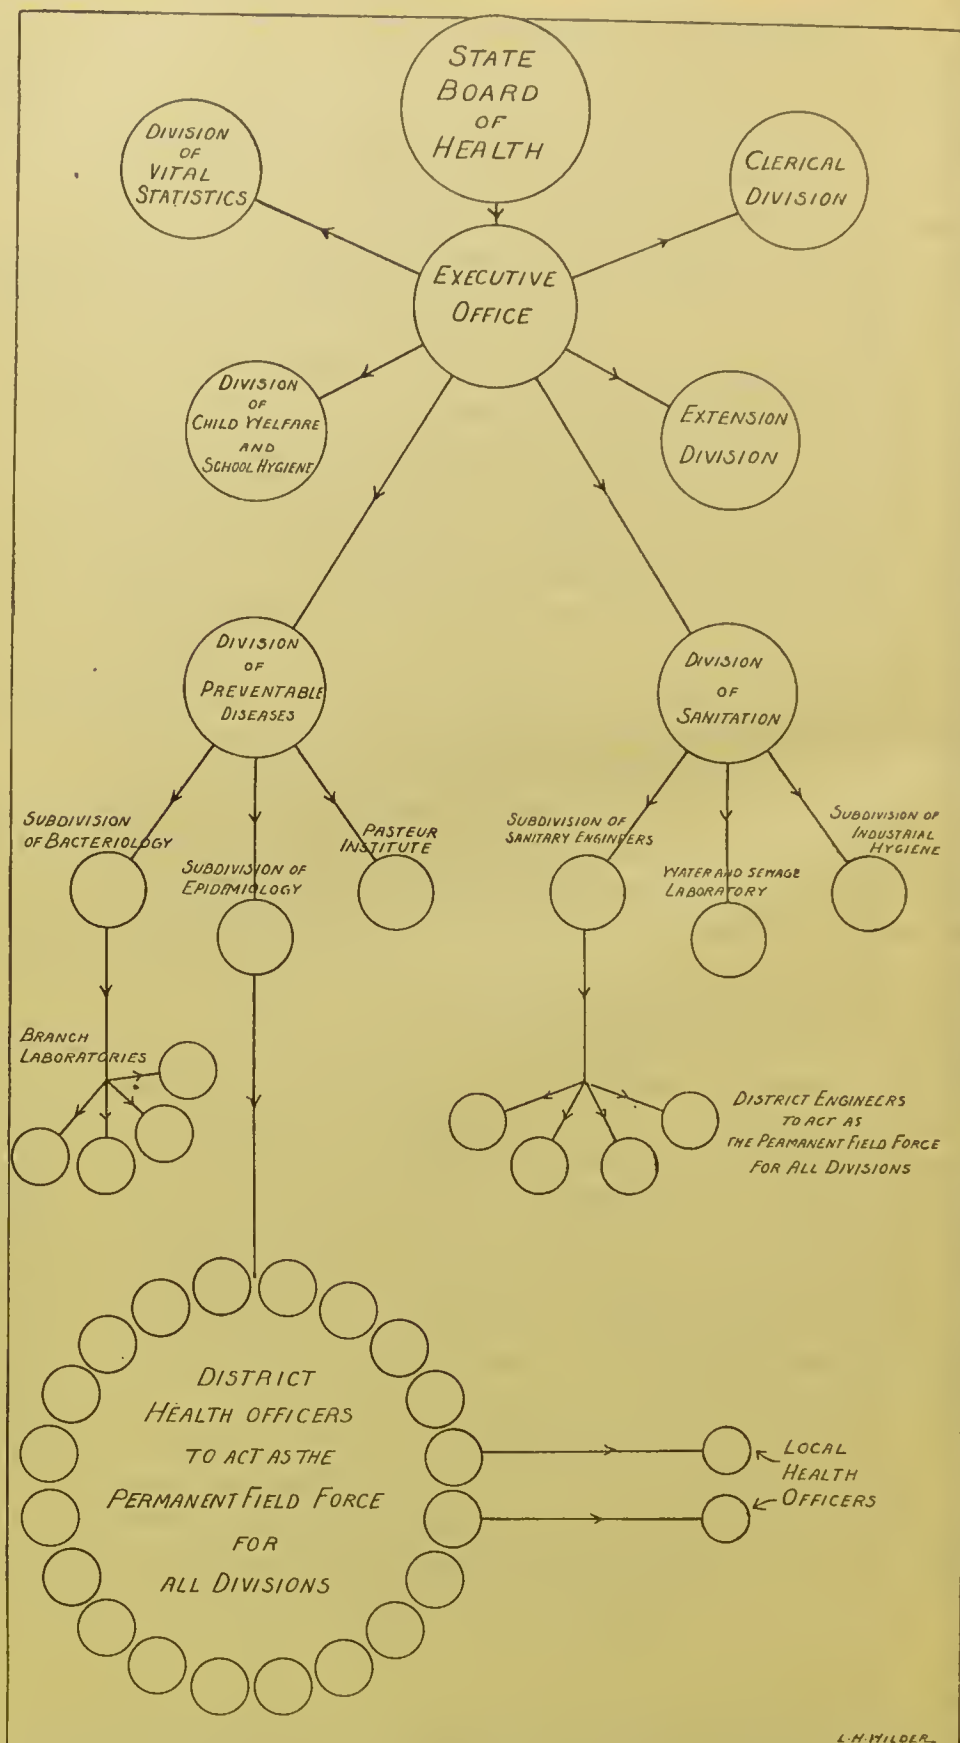 STATE
BOARD
OF
HEALTH
DIVISION
OF
VITAL
STATISTICS
CLERICAL
DIVISION
EXECUTIVE
OFFICE
DIVISION
OF
CHILD WELFARE
AND
SCHOOL HYGIENE
EXTENSION
DIVISION
DIVISION
OF
PREVENTABLE
DISEASES
DIVISION
OF
SANITATION
SUBDIVISION
OF BACTERIOLOGY
SUBDIVISION OF
EPIDEMIOLOGY
PASTEUR
INSTITUTE
SUBDIVISION OF
SANITARY ENGINEERS
WATER AND SEWAGE
LABORATORY
SUBDIVISION OF
INDUSTRIAL
HYGIENE
BRANCH
LABORATORIES
DISTRICT ENGINEERS
TO ACT AS
THE PERMANENT FIELD FORCE
FOR ALL DIVISIONS
DISTRICT
HEALTH OFFICERS
TO ACT AS THE
PERMANENT FIELD FORCE
FOR
ALL DIVISIONS
LOCAL
HEALTH
OFFICERS
L.H.WILDER